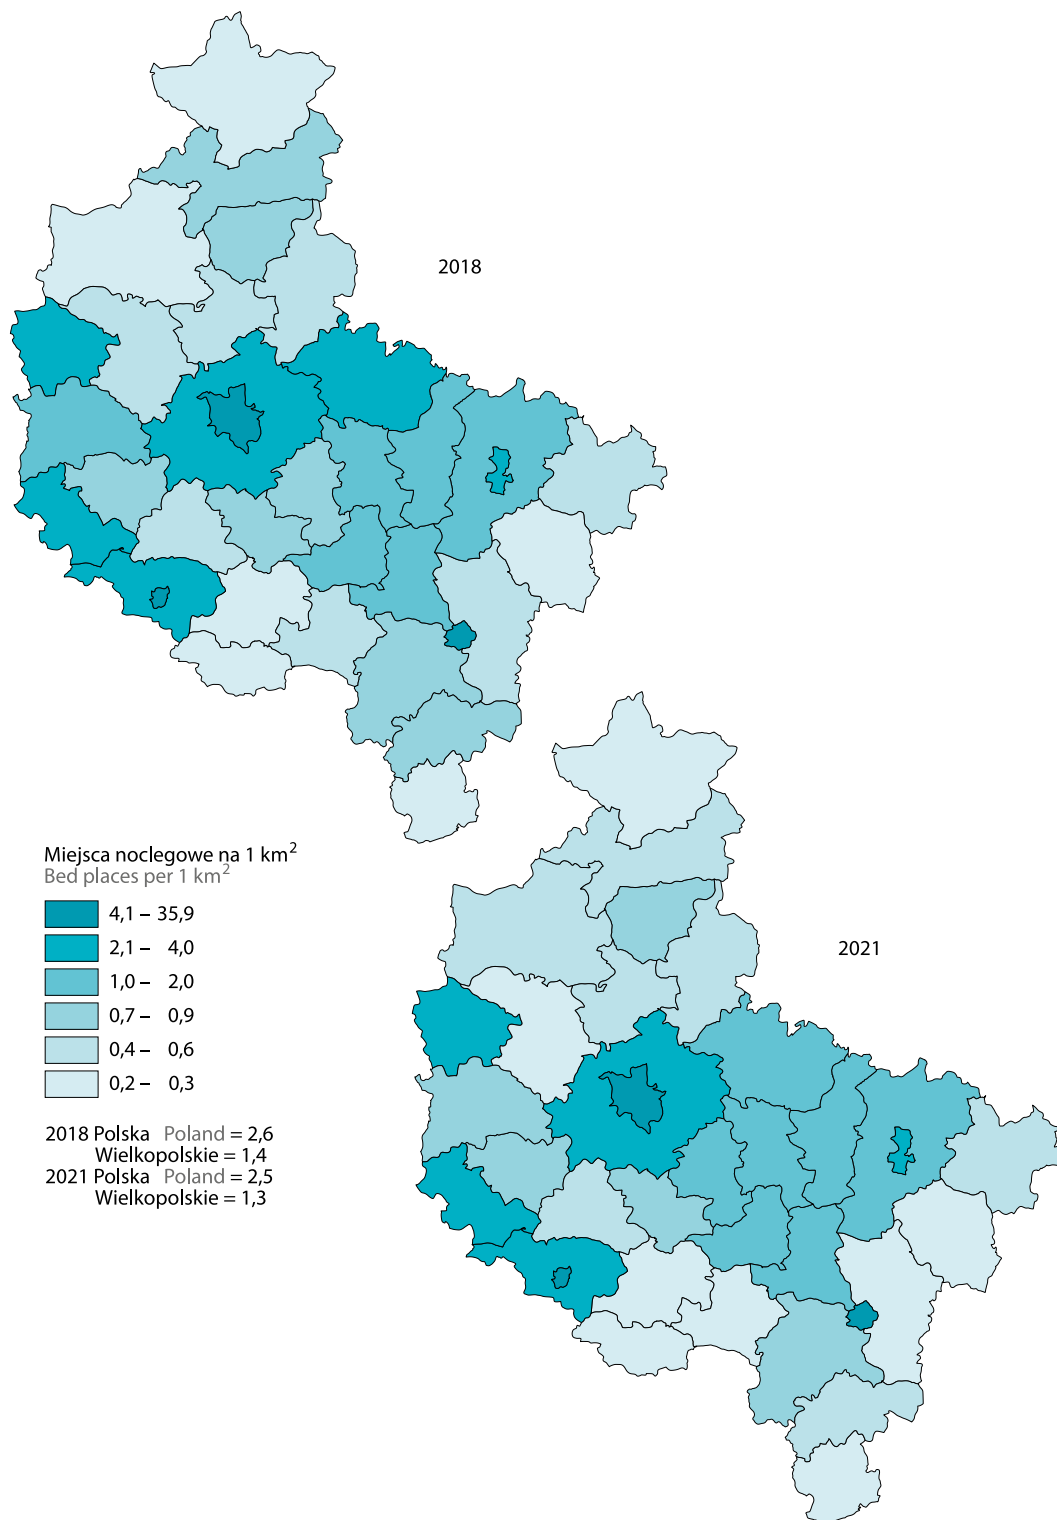 2018
Miejsca noclegowe na 1 km²
Bed places per 1 km²
4,1 – 35,9
2,1 – 4,0
1,0 – 2,0
0,7 – 0,9
0,4 – 0,6
0,2 – 0,3
2018 Polska Poland = 2,6
Wielkopolskie = 1,4
2021 Polska Poland = 2,5
Wielkopolskie = 1,3
2021